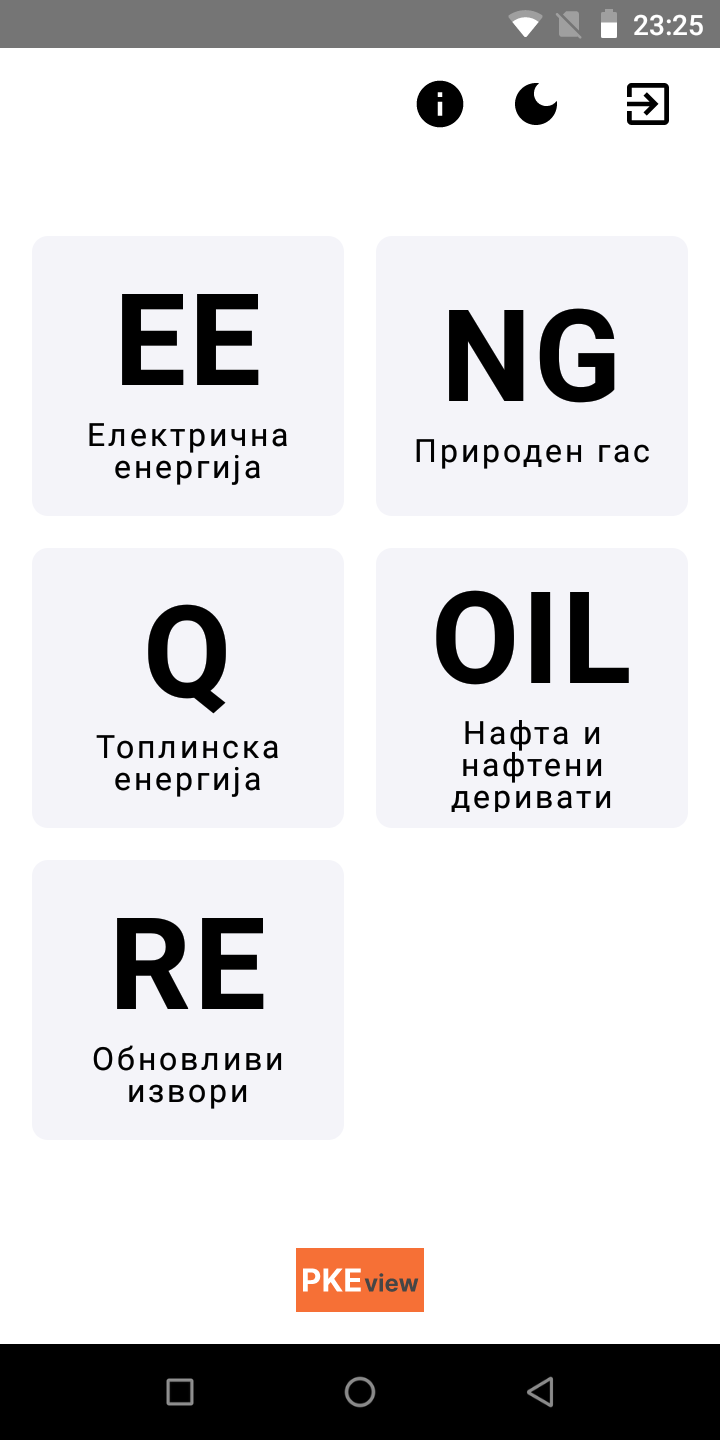 23:25
EE
Електрична
енергија
NG
Природен гас
Q
Топлинска
енергија
OIL
Нафта и
нафтени
деривати
RE
Обновливи
извори
PKEview